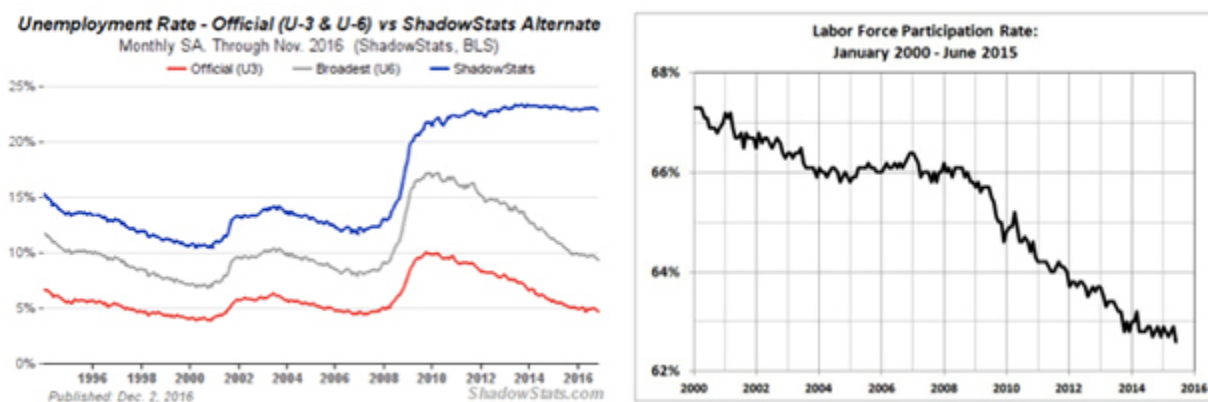 Unemployment Rate - Official (U-3 & U-6) vs ShadowStats Alternate
Monthly SA. Through Nov. 2016 (ShadowStats, BLS)
Official (U3) Broadest (U6) ShadowStats
25%
20%
15%
10%
5%
0%
1996 1998 2000 2002 2004 2006 2008 2010 2012 2014 2016
Published: Dec. 2, 2016
ShadowStats.com
Labor Force Participation Rate:
January 2000 - June 2015
68%
66%
64%
62%
2000 2002 2004 2006 2008 2010 2012 2014 2016